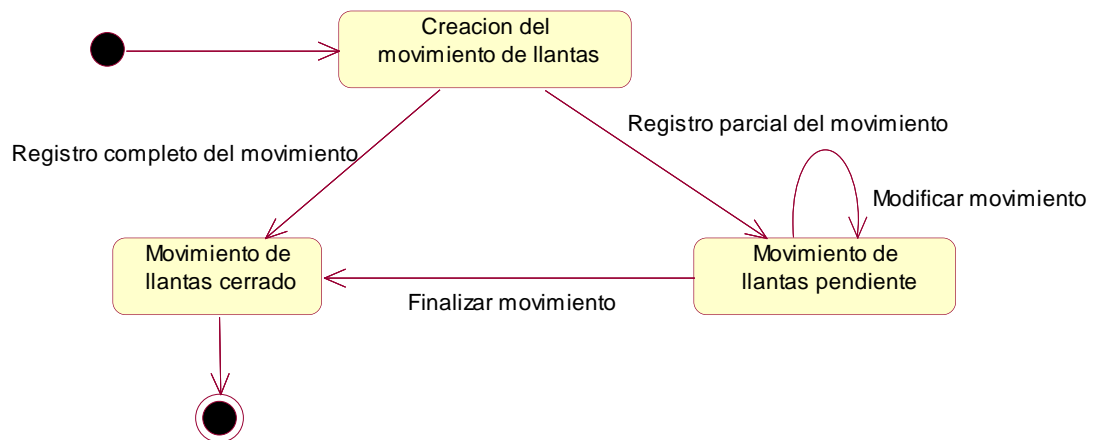 Creacion del
movimiento de llantas
Registro parcial del movimiento
Registro completo del movimiento
Modificar movimiento
Movimiento de
llantas cerrado
Movimiento de
llantas pendiente
Finalizar movimiento